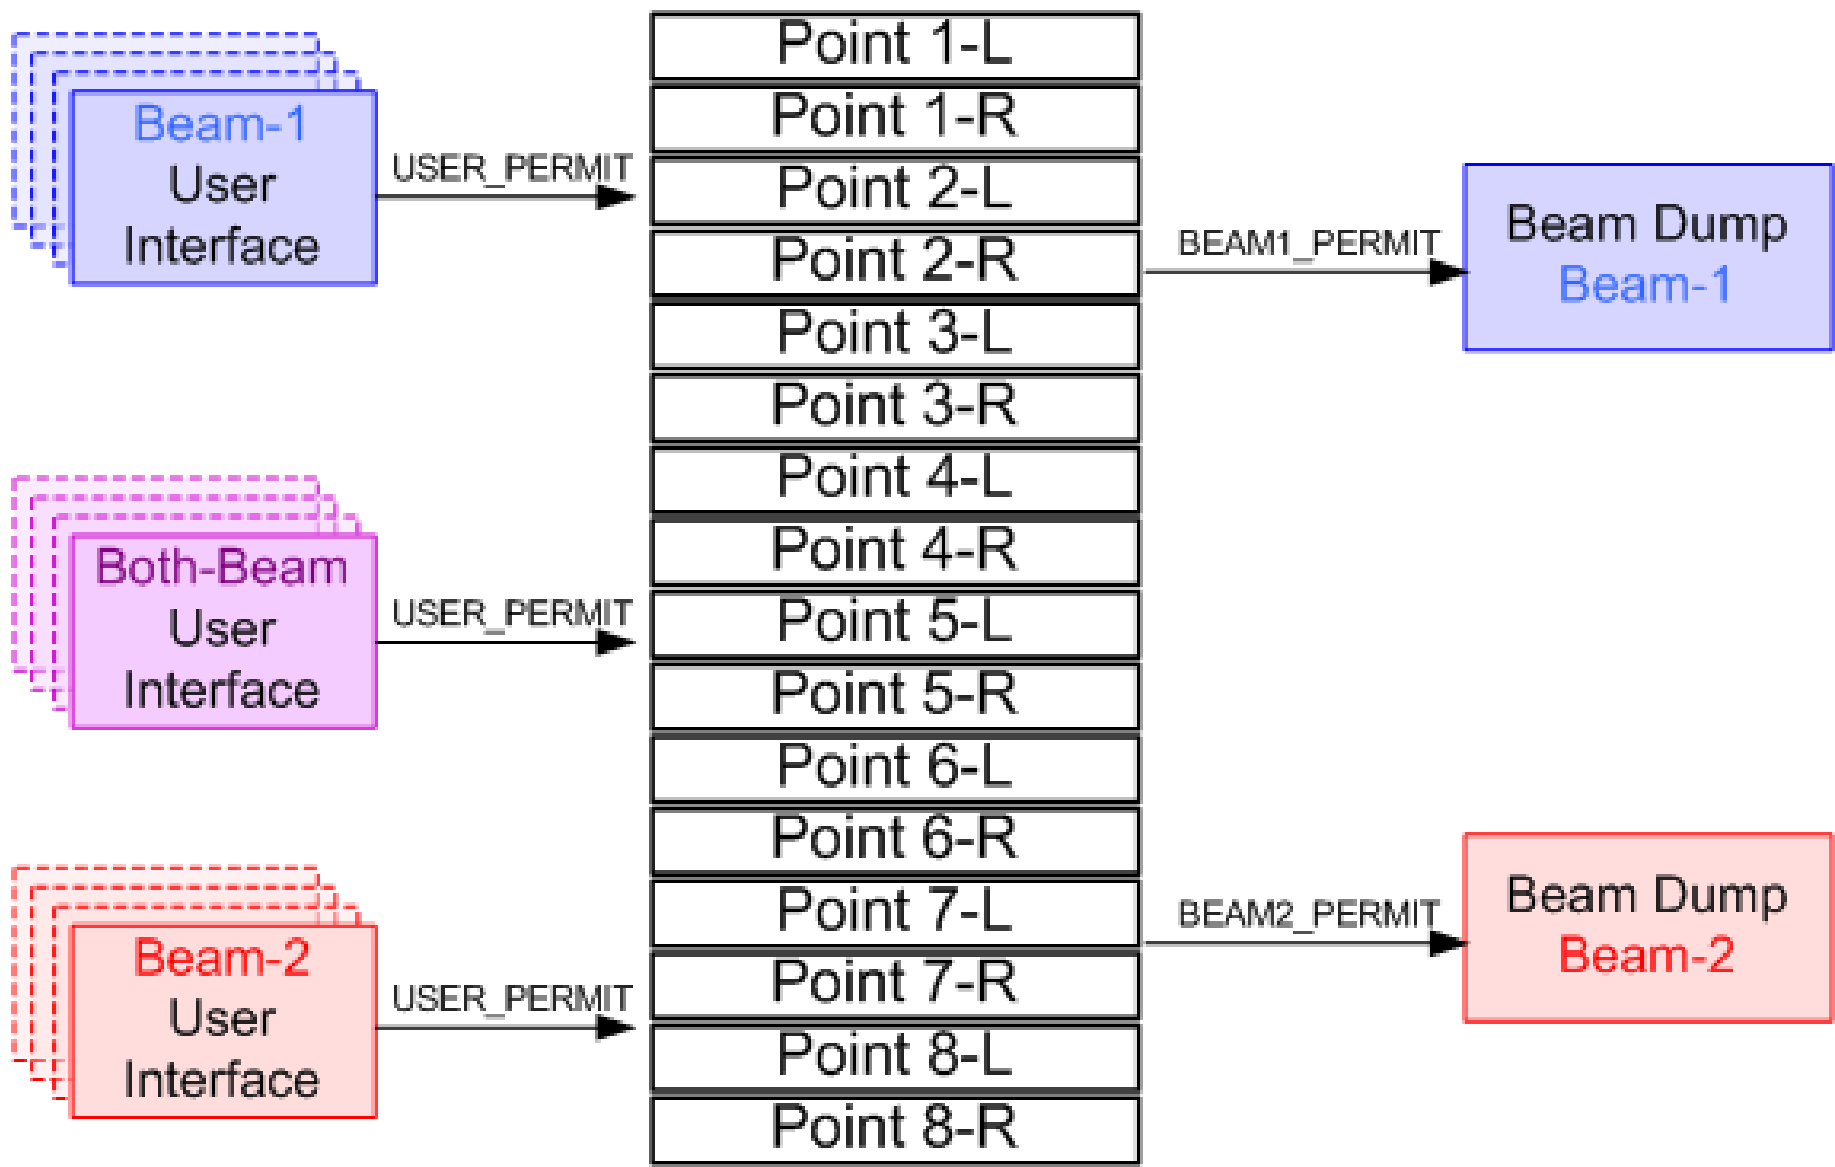 Beam-1
User
Interface
USER_PERMIT
Both-Beam
User
Interface
USER_PERMIT
Beam-2
User
Interface
USER_PERMIT
Point 1-L
Point 1-R
Point 2-L
Point 2-R
Point 3-L
Point 3-R
Point 4-L
Point 4-R
Point 5-L
Point 5-R
Point 6-L
Point 6-R
Point 7-L
Point 7-R
Point 8-L
Point 8-R
BEAM1_PERMIT
Beam Dump
Beam-1
BEAM2_PERMIT
Beam Dump
Beam-2